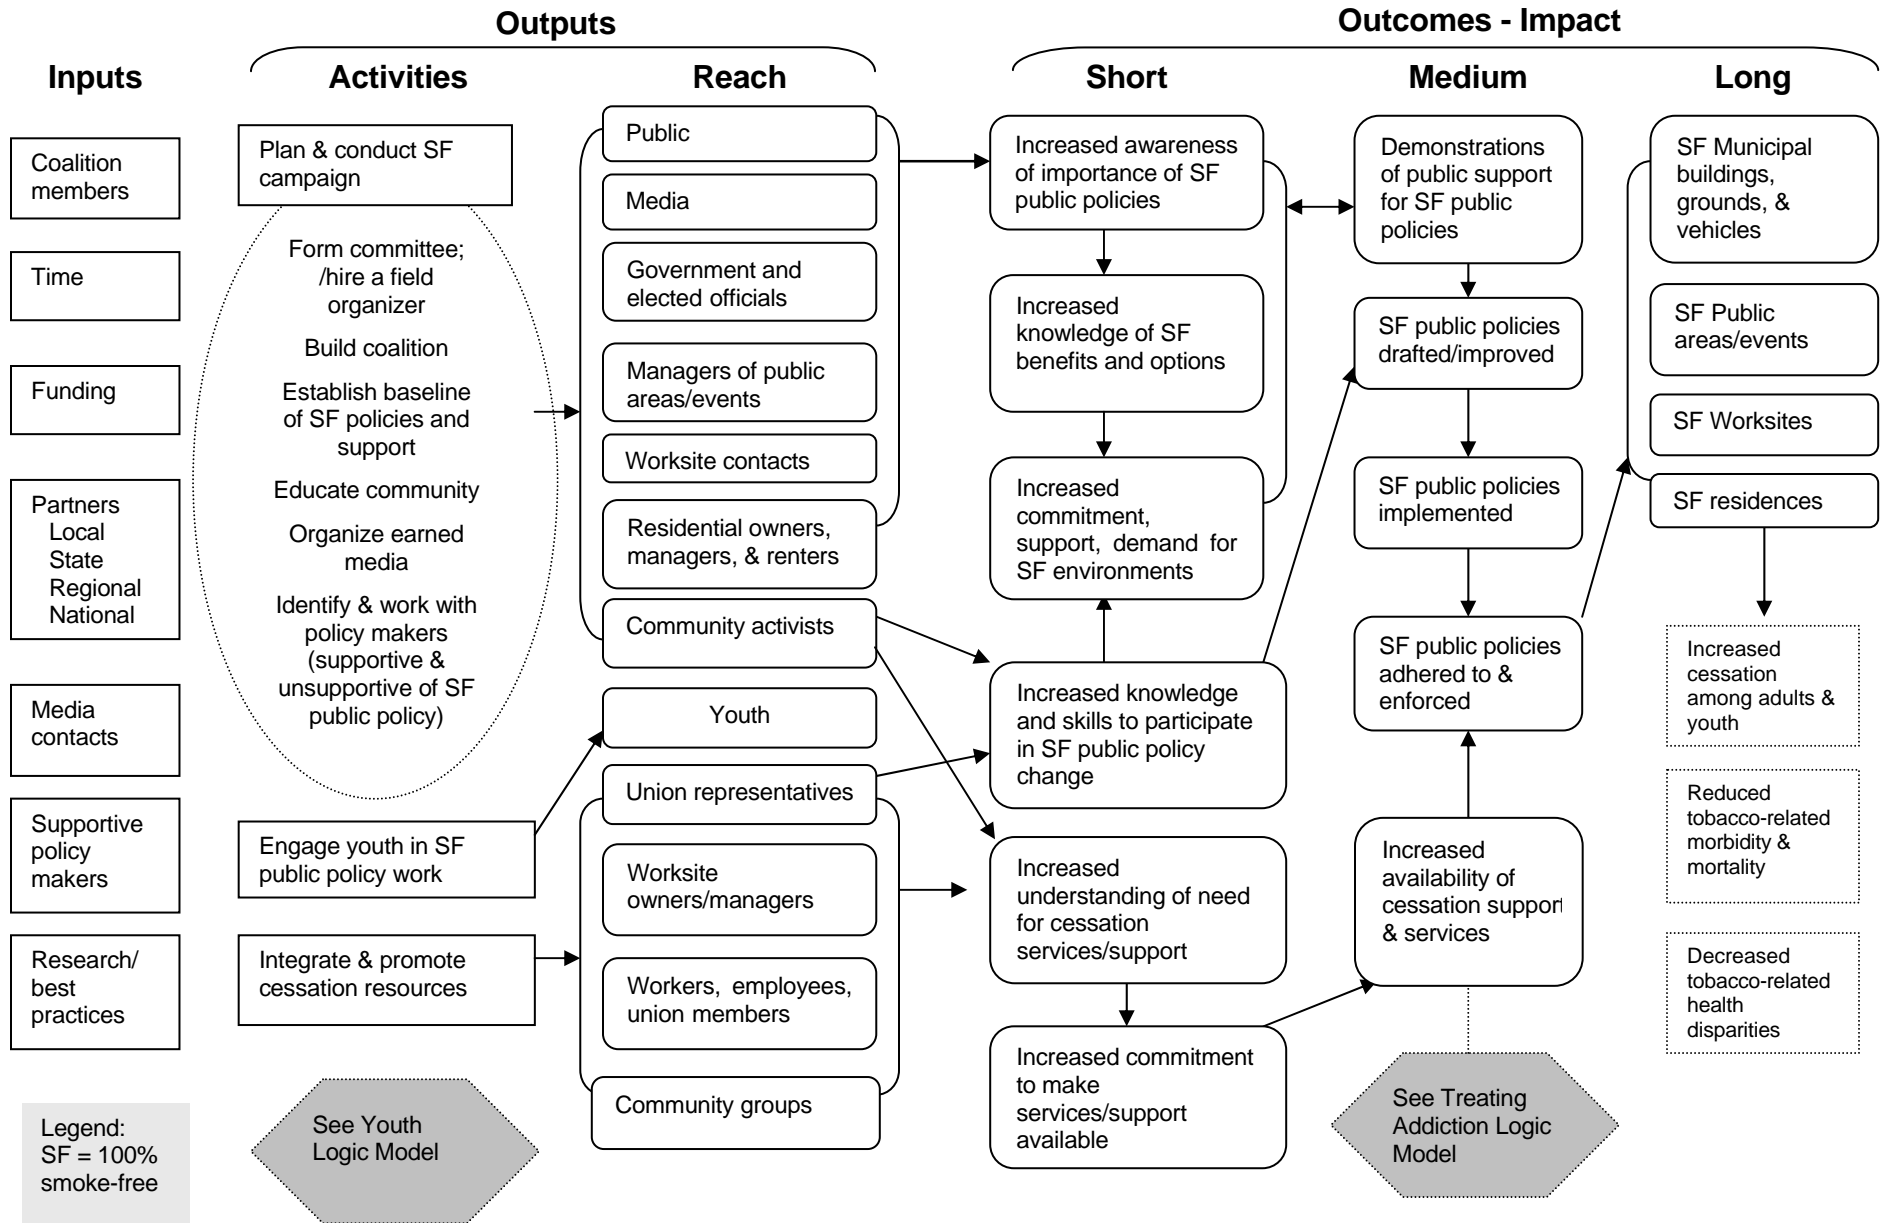 Outputs
Outcomes - Impact
Inputs
Activities
Reach
Short
Medium
Long
Coalition
members
Time
Funding
Partners
Local
State
Regional
National
Media
contacts
Supportive
policy
makers
Research/
best
practices
Legend:
SF = 100%
smoke-free
Plan & conduct SF
campaign
Form committee;
/hire a field
organizer
Build coalition
Establish baseline
of SF policies and
support
Educate community
Organize earned
media
Identify & work with
policy makers
(supportive &
unsupportive of SF
public policy)
Engage youth in SF
public policy work
Integrate & promote
cessation resources
See Youth
Logic Model
Public
Media
Government and
elected officials
Managers of public
areas/events
Worksite contacts
Residential owners,
managers, & renters
Community activists
Youth
Union representatives
Worksite
owners/managers
Workers, employees,
union members
Community groups
Increased awareness
of importance of SF
public policies
Increased
knowledge of SF
benefits and options
Increased
commitment,
support, demand for
SF environments
Increased knowledge
and skills to participate
in SF public policy
change
Increased
understanding of need
for cessation
services/support
Increased commitment
to make
services/support
available
Demonstrations
of public support
for SF public
policies
SF public policies
drafted/improved
SF public policies
implemented
SF public policies
adhered to &
enforced
Increased
availability of
cessation support
& services
See Treating
Addiction Logic
Model
SF Municipal
buildings,
grounds, &
vehicles
SF Public
areas/events
SF Worksites
SF residences
Increased
cessation
among adults &
youth
Reduced
tobacco-related
morbidity &
mortality
Decreased
tobacco-related
health
disparities